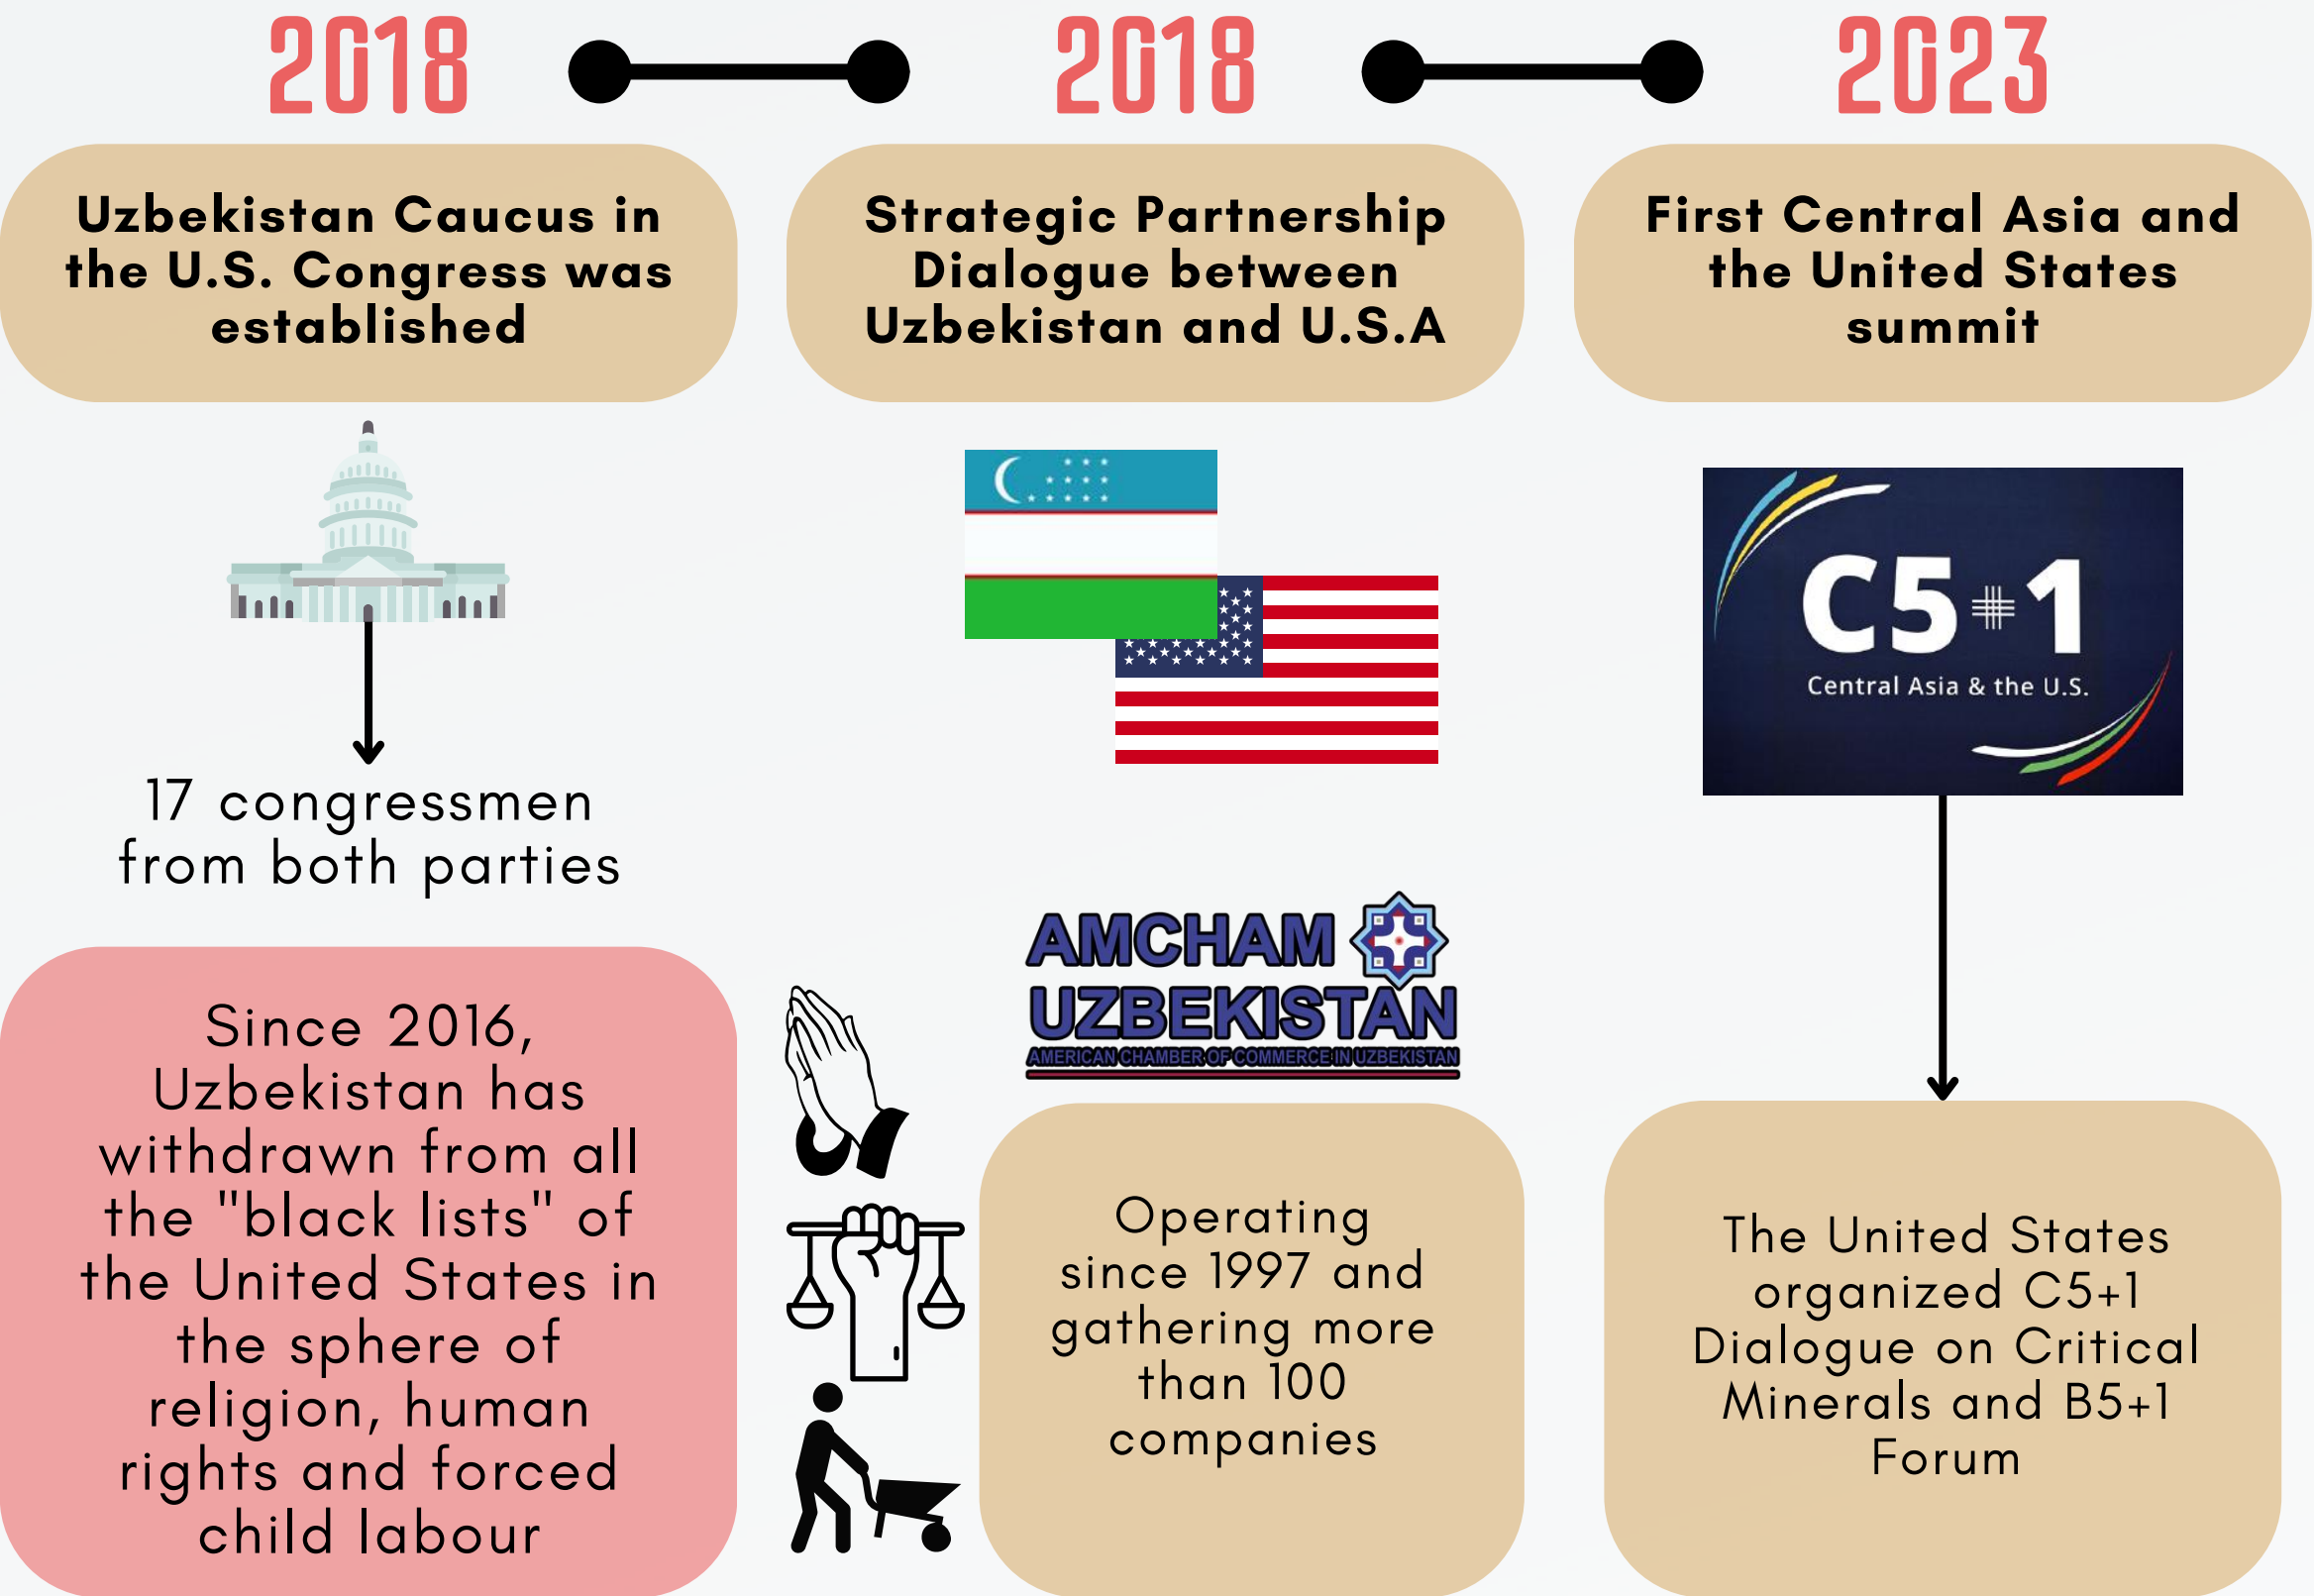 2018
2018
2023
Uzbekistan Caucus in
the U.S. Congress was
established
Strategic Partnership
Dialogue between
Uzbekistan and U.S.A
First Central Asia and
the United States
summit
C5+1
Central Asia & the U.S.
17 congressmen
from both parties
AMCHAM
UZBEKISTAN
AMERICAN CHAMBER OF COMMERCE IN UZBEKISTAN
Since 2016,
Uzbekistan has
withdrawn from all
the "black lists" of
the United States in
the sphere of
religion, human
rights and forced
child labour
Operating
since 1997 and
gathering more
than 100
companies
The United States
organized C5+1
Dialogue on Critical
Minerals and B5+1
Forum